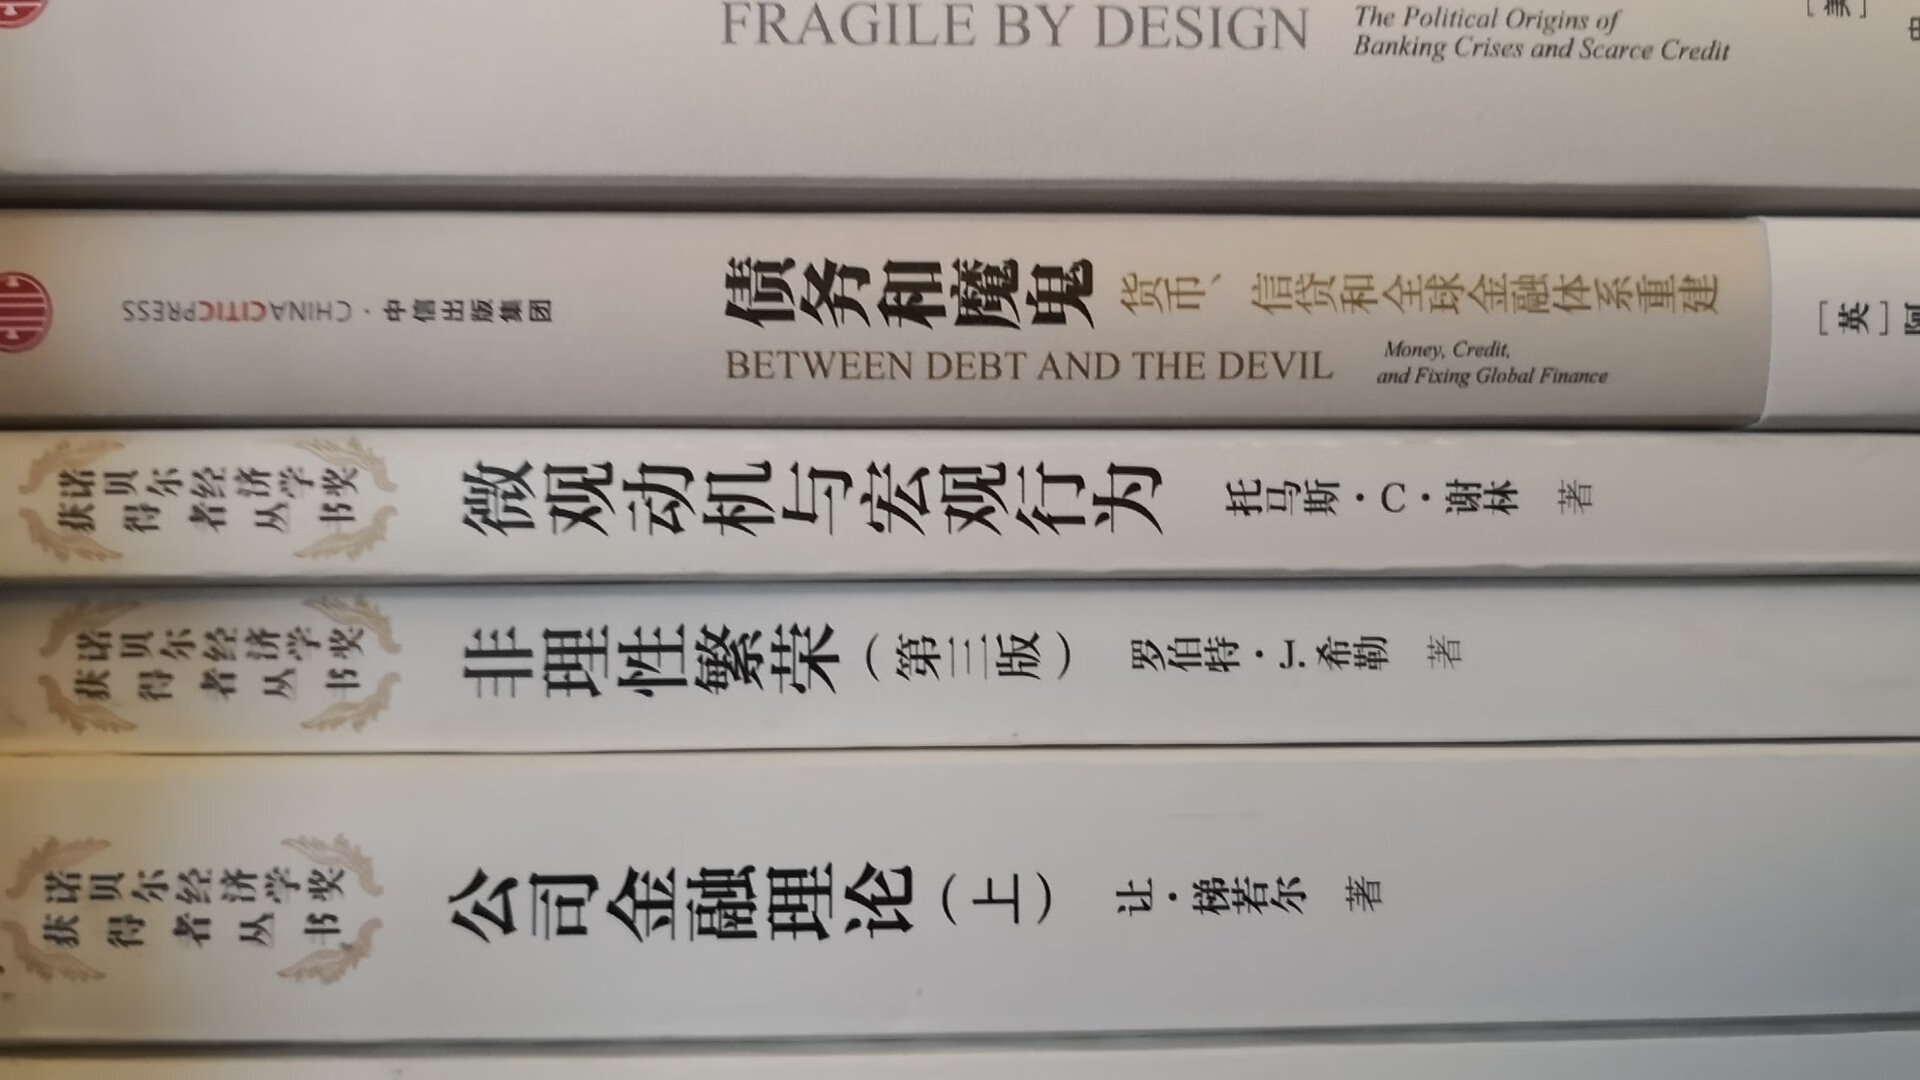 FRAGILE BY DESIGN
The Political Origins of
Banking Crises and Scarce Credit
债务和魔鬼
货币、信贷和全球金融体系重建
BETWEEN DEBT AND THE DEVIL
Money, Credit,
and Fixing Global Finance
CHINACITICPRESS·中信出版集团
[英]阿
获诺贝尔经济学奖
得者丛书
微观动机与宏观行为
托马斯·C·谢林 著
获诺贝尔经济学奖
得者丛书
非理性繁荣(第三版)
罗伯特·J.希勒 著
获诺贝尔经济学奖
得者丛书
公司金融理论(上)
让·梯若尔 著